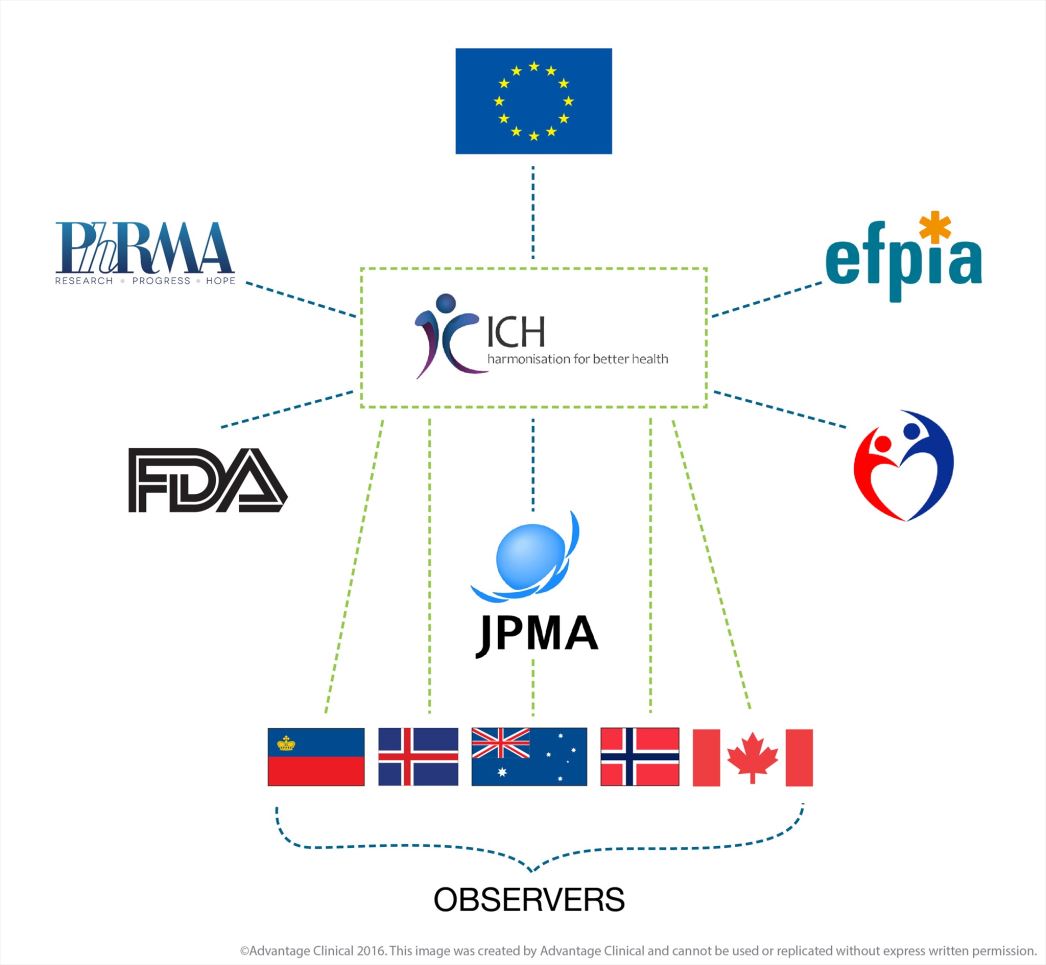 PhRMA
RESEARCH • PROGRESS • HOPE
efpia
ICH
harmonisation for better health
FDA
JPMA
OBSERVERS
©Advantage Clinical 2016. This image was created by Advantage Clinical and cannot be used or replicated without express written permission.